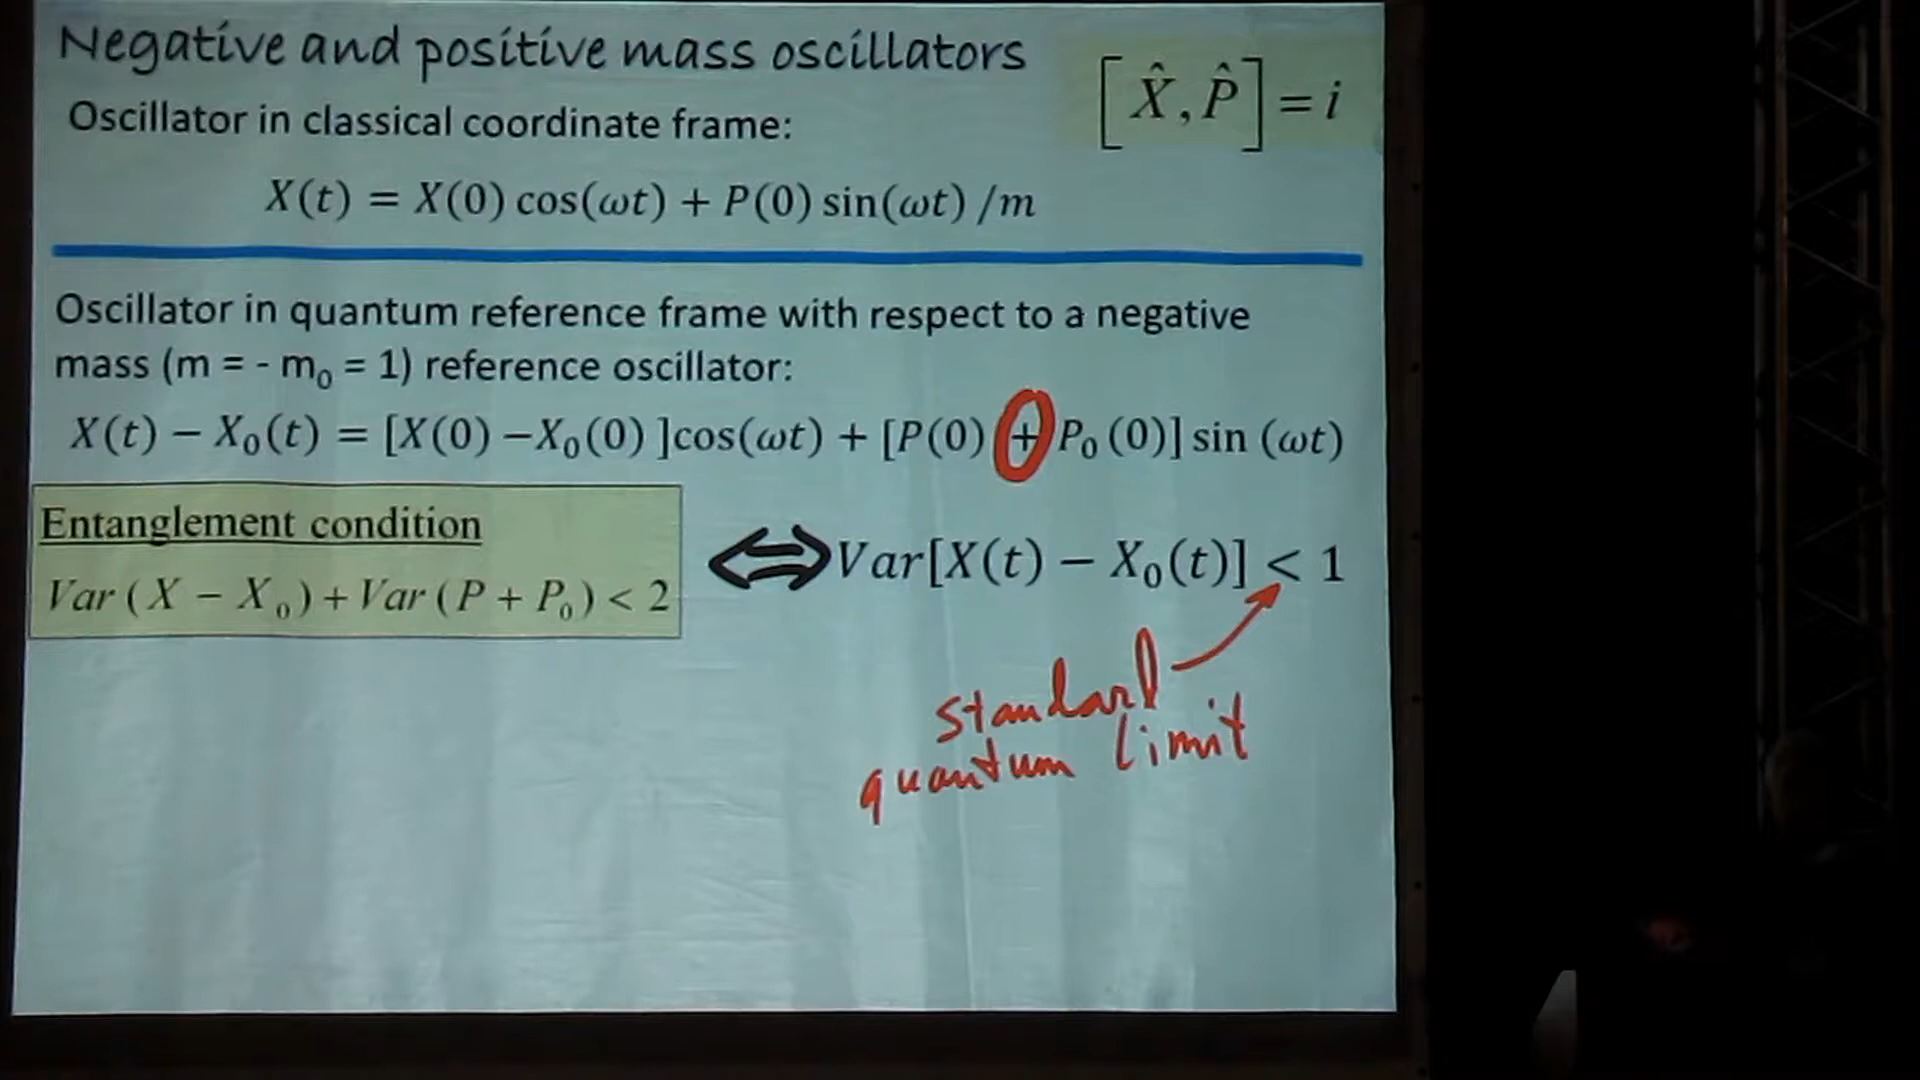 Negative and positive mass oscillators
[X̂, P̂] = i
Oscillator in classical coordinate frame:
X(t) = X(0) cos(ωt) + P(0) sin(ωt) /m
Oscillator in quantum reference frame with respect to a negative
mass (m = - m₀ = 1) reference oscillator:
X(t) − X₀(t) = [X(0) −X₀(0) ]cos(ωt) + [P(0) + P₀ (0)] sin (ωt)
Entanglement condition
Var (X − X₀) + Var (P + P₀) < 2
⇔ Var[X(t) − X₀(t)] < 1
standard
quantum limit